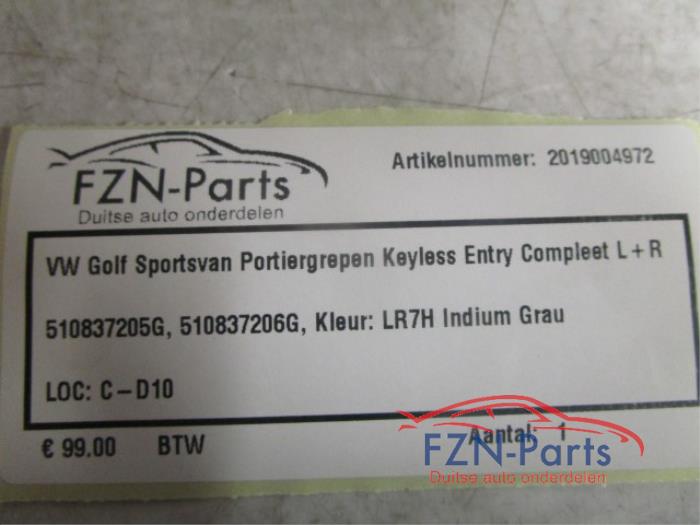 FZN-Parts
Duitse auto onderdelen
Artikelnummer: 2019004972
VW Golf Sportsvan Portiergrepen Keyless Entry Compleet L+R
510837205G, 510837206G, Kleur: LR7H Indium Grau
LOC: C-D10
€ 99.00 BTW Aantal: 1
FZN-Parts
Duitse auto onderdelen